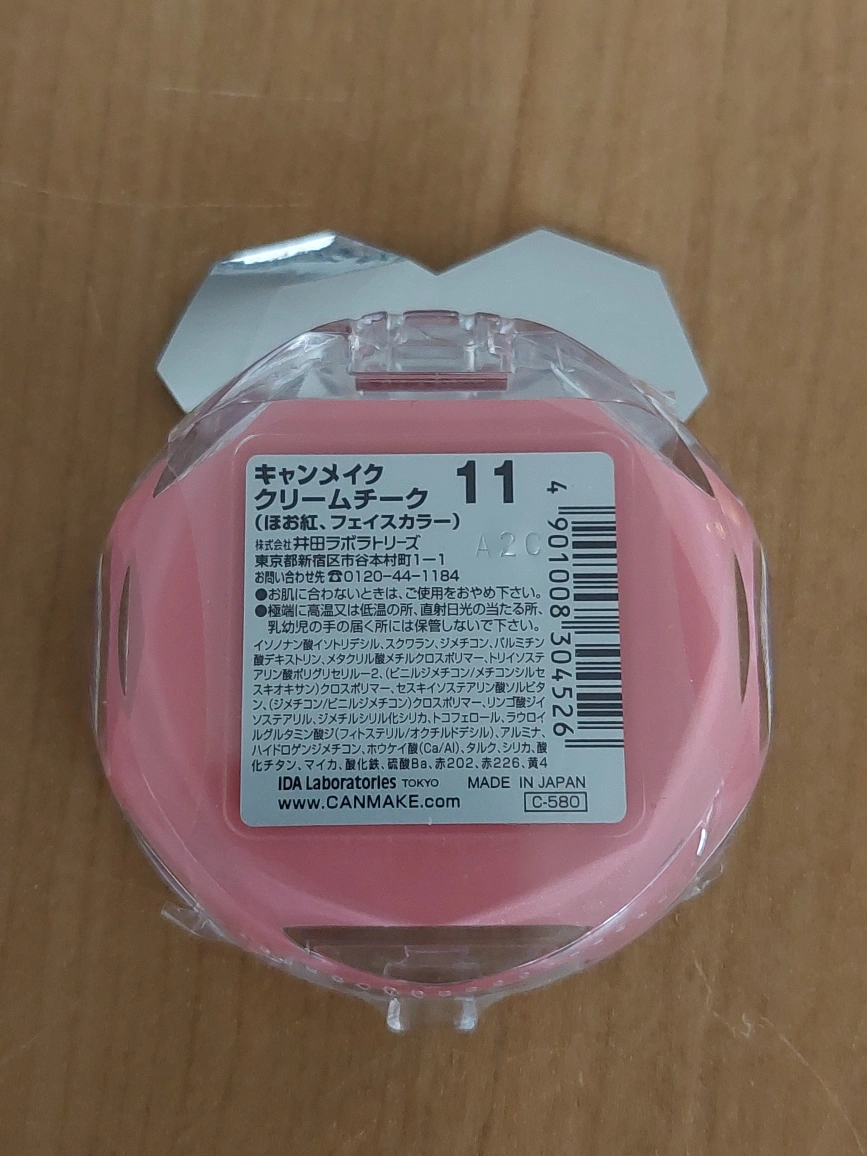 キャンメイク
クリームチーク
11
(ほお紅、フェイスカラー)
株式会社 井田ラボラトリーズ
東京都新宿区市谷本村町1-1
お問い合わせ先☎0120-44-1184
A2C
●お肌に合わないときは、ご使用をおやめ下さい。
●極端に高温又は低温の所、直射日光の当たる所、
乳幼児の手の届く所には保管しないで下さい。
イソノナン酸イソトリデシル、スクワラン、ジメチコン、パルミチン
酸デキストリン、メタクリル酸メチルクロスポリマー、トリイソステ
アリン酸ポリグリセリル-2、(ビニルジメチコン/メチコンシルセ
スキオキサン)クロスポリマー、セスキイソステアリン酸ソルビタ
ン、(ジメチコン/ビニルジメチコン)クロスポリマー、リンゴ酸ジイ
ソステアリル、ジメチルシリル化シリカ、トコフェロール、ラウロイ
ルグルタミン酸ジ(フィトステリル/オクチルドデシル)、アルミナ、
ハイドロゲンジメチコン、ホウケイ酸(Ca/Al)、タルク、シリカ、酸
化チタン、マイカ、酸化鉄、硫酸Ba、赤202、赤226、黄4
IDA Laboratories TOKYO MADE IN JAPAN
www.CANMAKE.com C-580
4 901008 304526